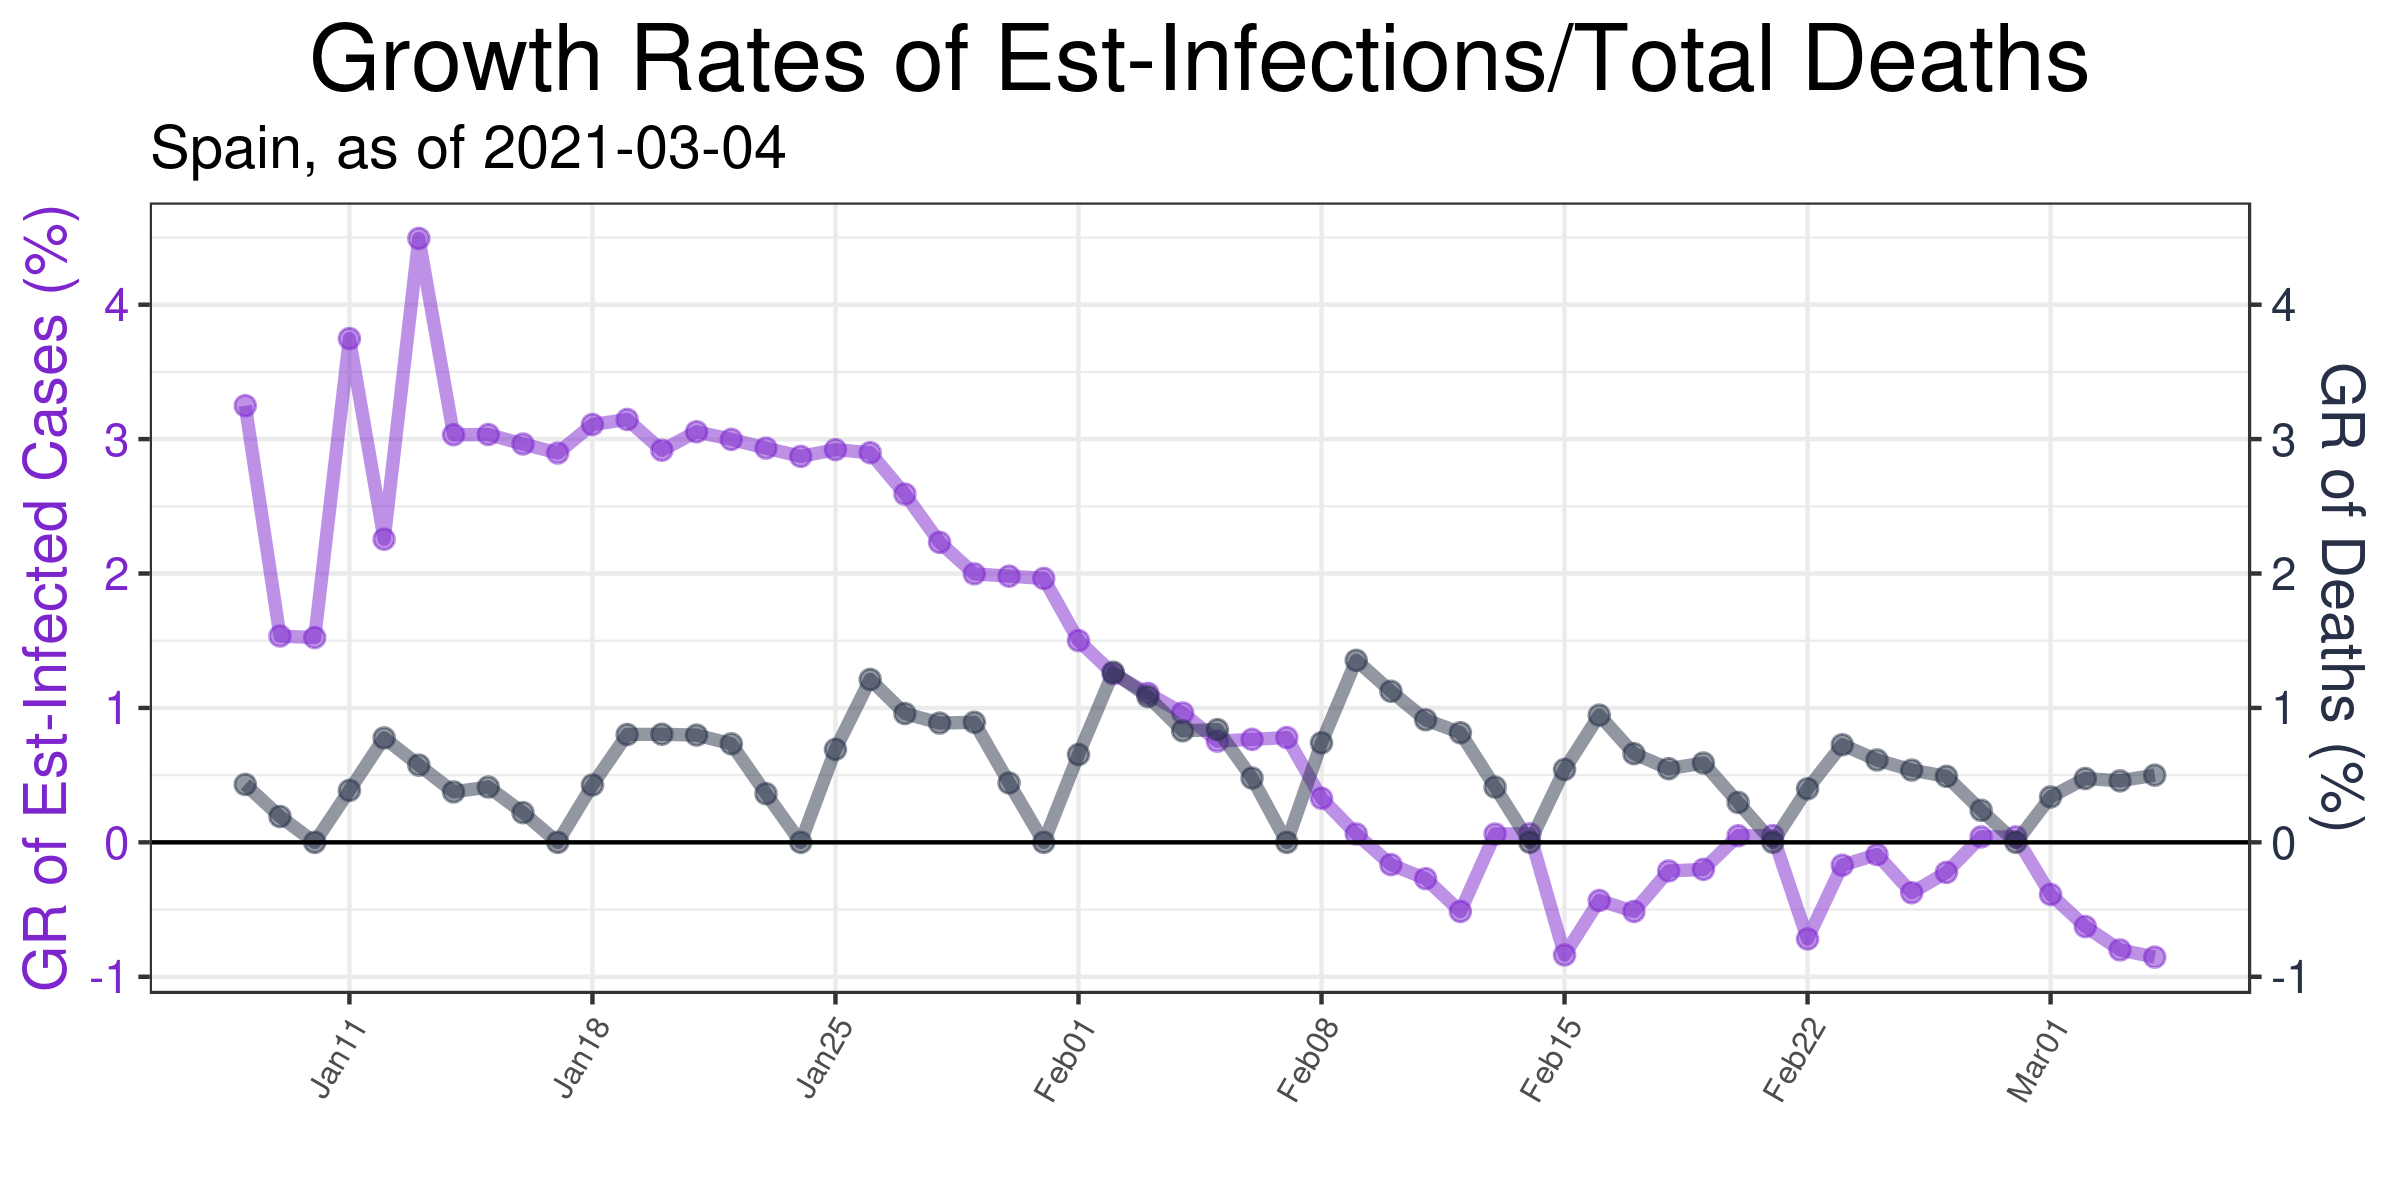 Growth Rates of Est-Infections/Total Deaths
Spain, as of 2021-03-04
GR of Est-Infected Cases (%)
4
3
2
1
0
-1
4
3
2
1
0
-1
GR of Deaths (%)
Jan11
Jan18
Jan25
Feb01
Feb08
Feb15
Feb22
Mar01